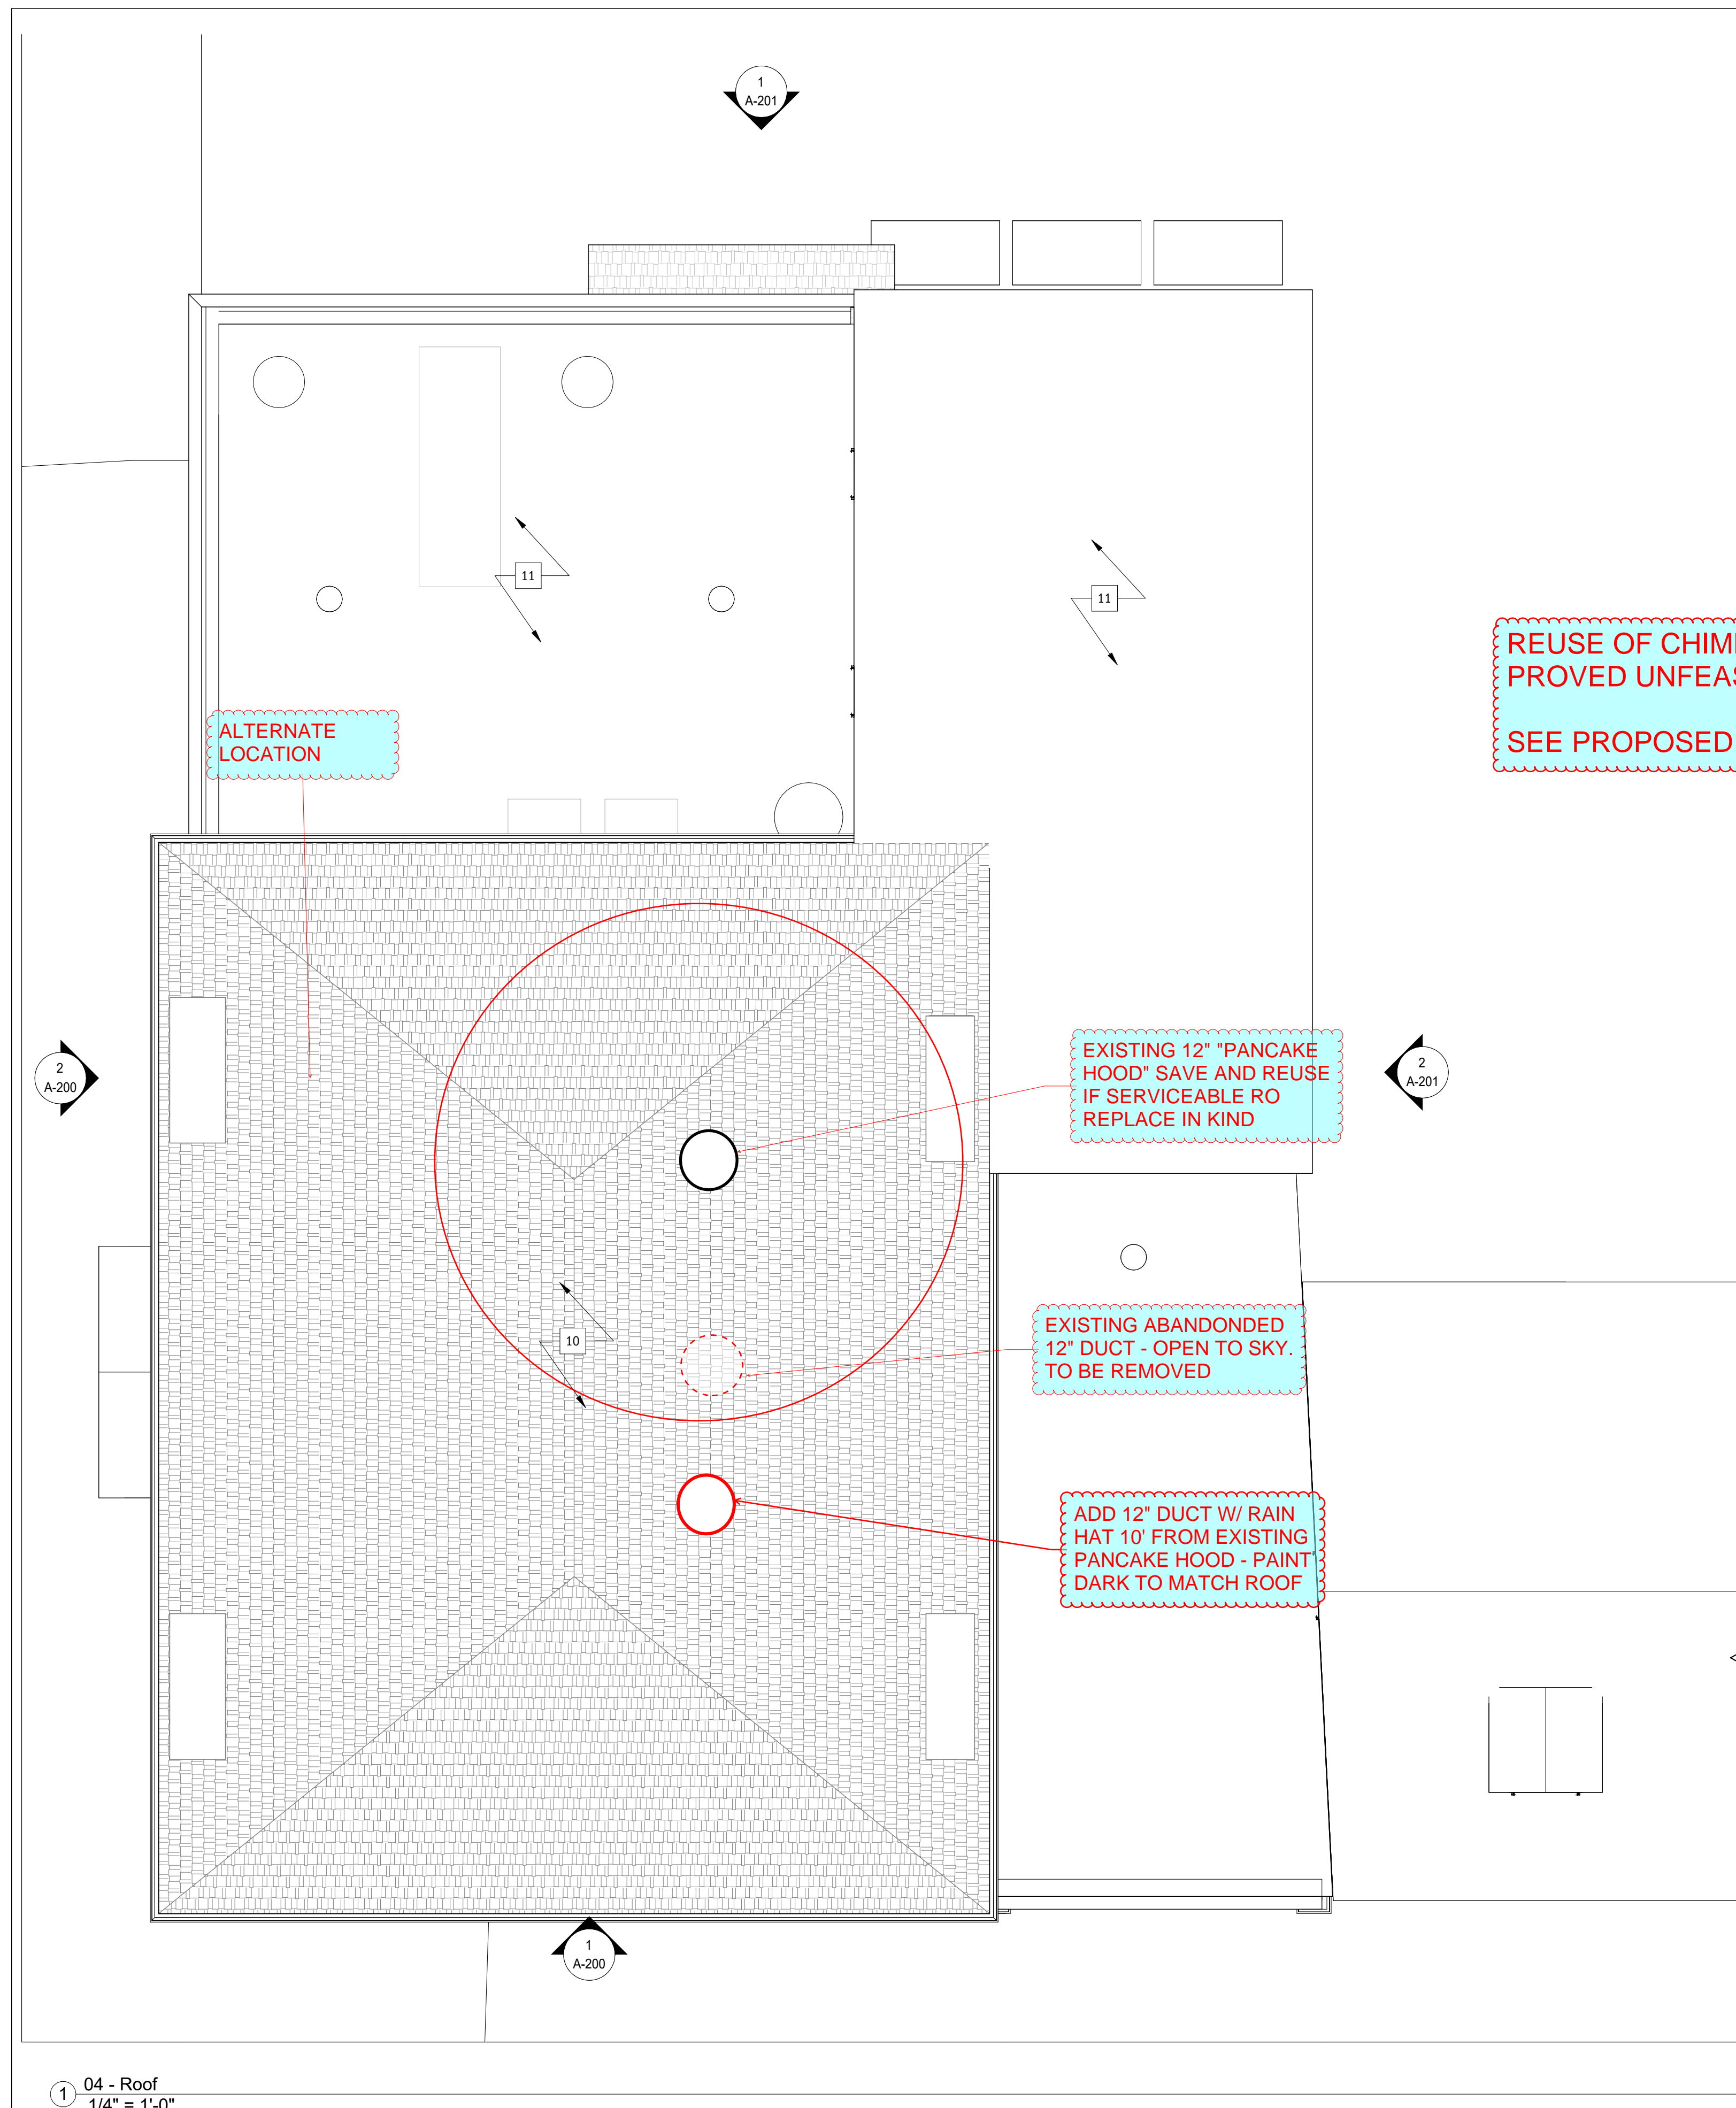 1
A-201
11
11
REUSE OF
PROVED
SEE PROPOSED
ALTERNATE
LOCATION
EXISTING 12" "PANCAKE
HOOD" SAVE AND REUSE
IF SERVICEABLE RO
REPLACE IN KIND
2
A-200
2
A-201
10
EXISTING ABANDONDED
12" DUCT - OPEN TO SKY.
TO BE REMOVED
ADD 12" DUCT W/ RAIN
HAT 10' FROM EXISTING
PANCAKE HOOD - PAINT
DARK TO MATCH ROOF
1
A-200
1
04 - Roof
1/4" = 1'-0"